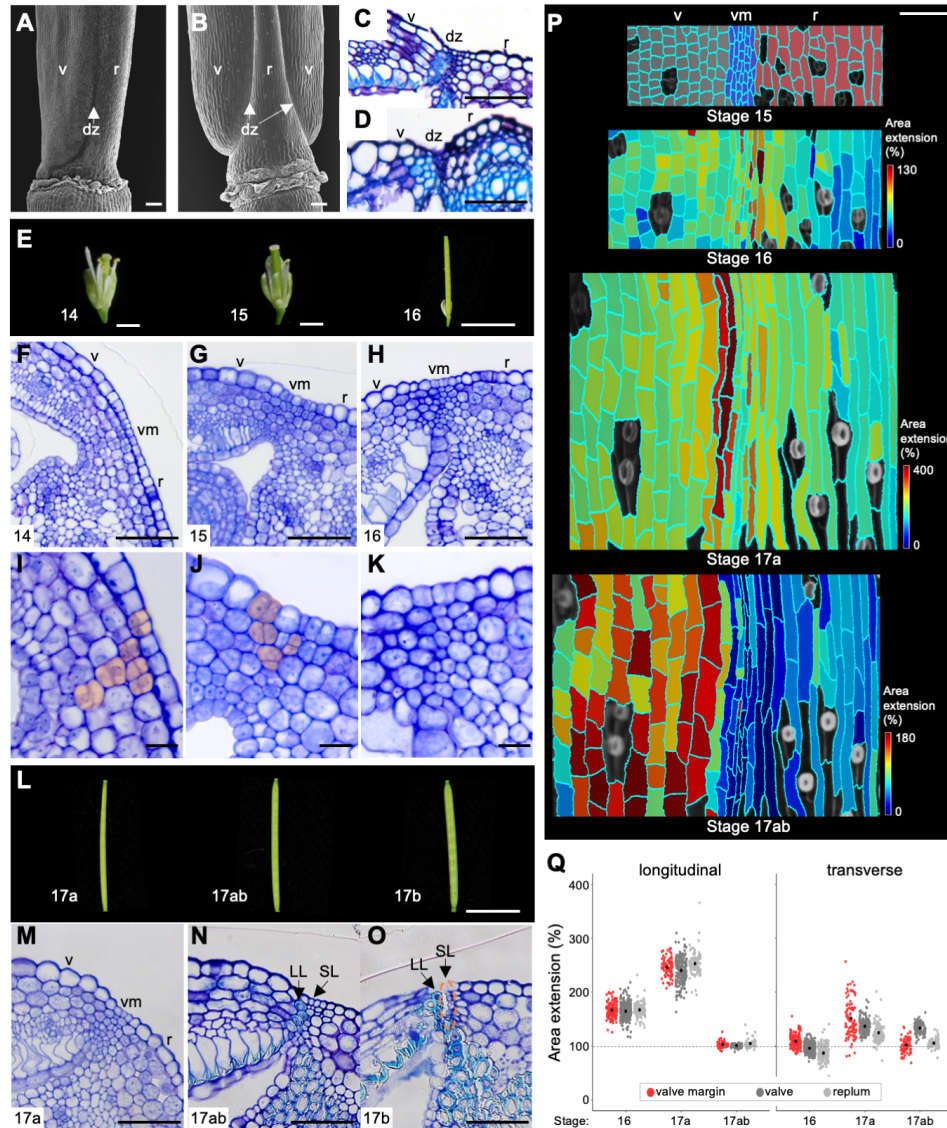 A
v
r
dz
B
v
r
v
dz
C
v
dz
r
D
v
dz
r
E
14
15
16
F
v
vm
r
14
G
v
vm
r
15
H
v
vm
r
16
I
J
K
L
17a
17ab
17b
M
v
vm
r
17a
N
LL
SL
17ab
O
LL
SL
17b
P
v
vm
r
Stage 15
Area
extension
(%)
130
0
Stage 16
Area
extension
(%)
400
0
Stage 17a
Area
extension
(%)
180
0
Stage 17ab
Q
longitudinal
transverse
Area extension (%)
400
300
200
100
0
valve margin
valve
replum
Stage:
16
17a
17ab
16
17a
17ab